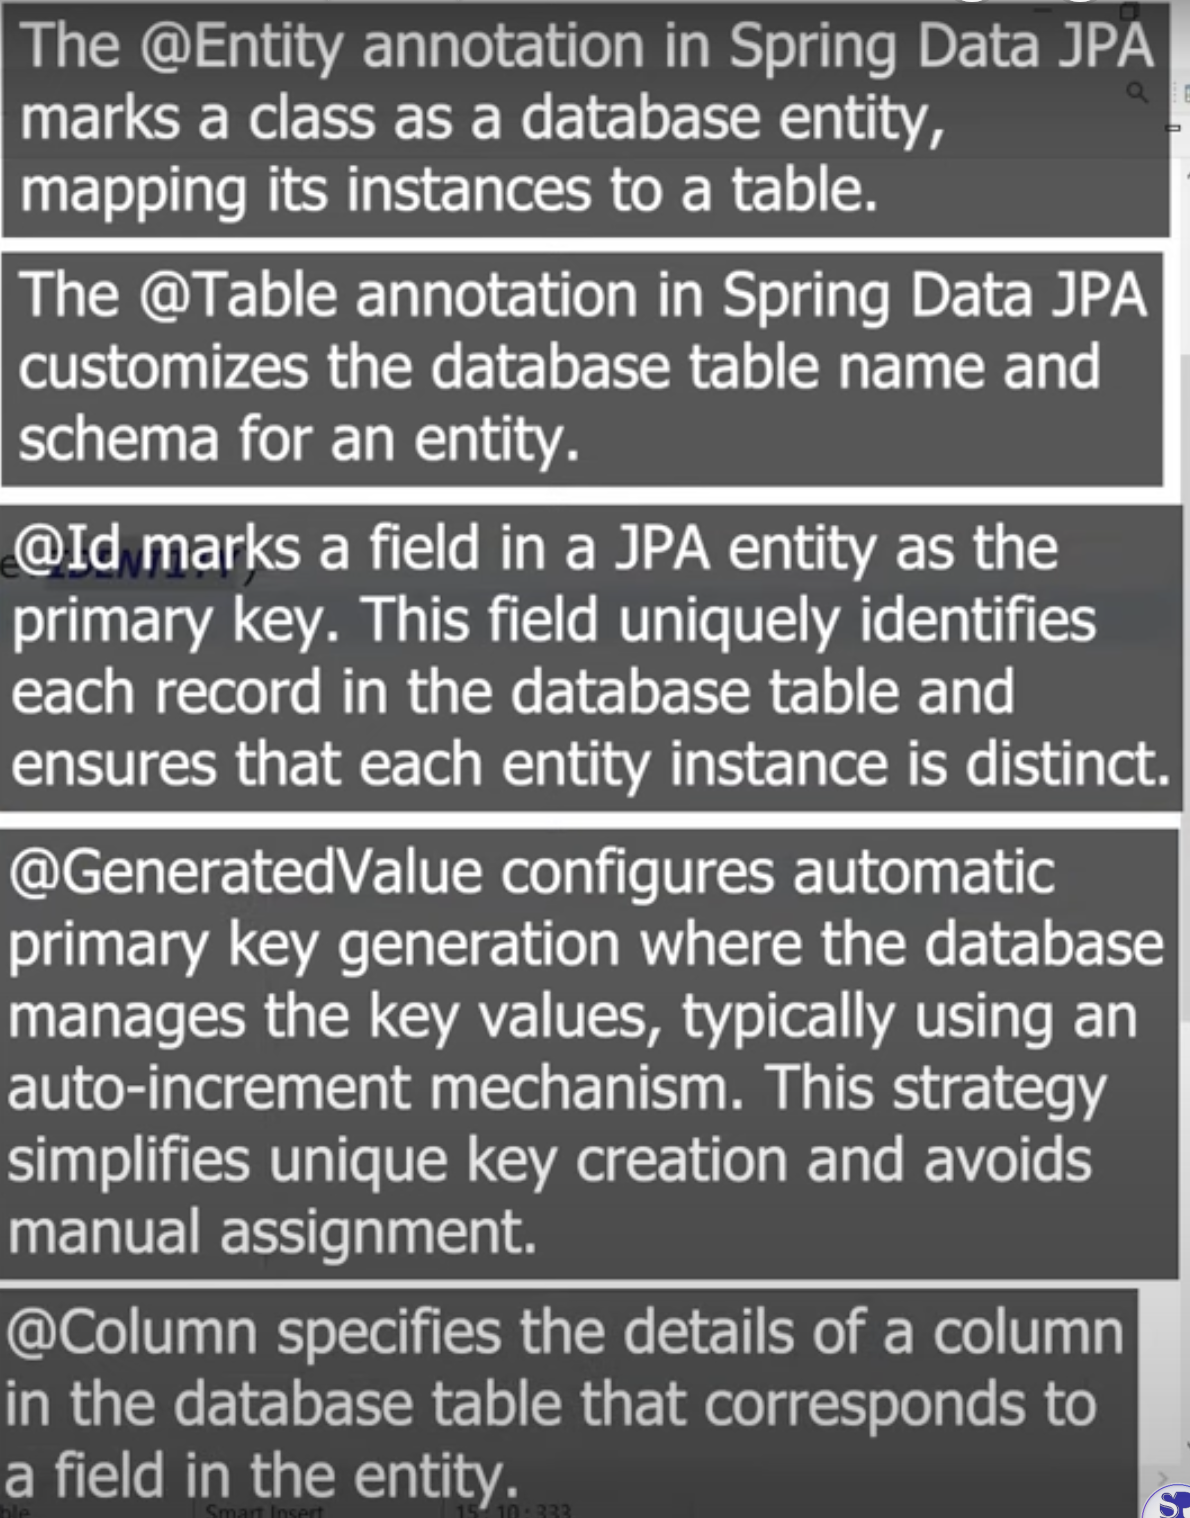 The @Entity annotation in Spring Data JPA
marks a class as a database entity,
mapping its instances to a table.
The @Table annotation in Spring Data JPA
customizes the database table name and
schema for an entity.
@Id marks a field in a JPA entity as the
e IDENTITY)
primary key. This field uniquely identifies
each record in the database table and
ensures that each entity instance is distinct.
@GeneratedValue configures automatic
primary key generation where the database
manages the key values, typically using an
auto-increment mechanism. This strategy
simplifies unique key creation and avoids
manual assignment.
@Column specifies the details of a column
in the database table that corresponds to
a field in the entity.
ble Smart Insert 15 : 10 : 333